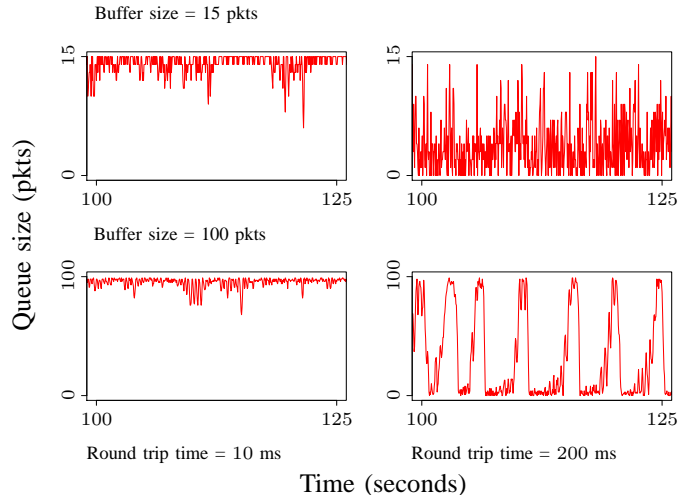 Buffer size = 15 pkts
15
0
100
125
15
0
100
125
Buffer size = 100 pkts
100
0
100
125
100
0
100
125
Queue size (pkts)
Round trip time = 10 ms
Round trip time = 200 ms
Time (seconds)